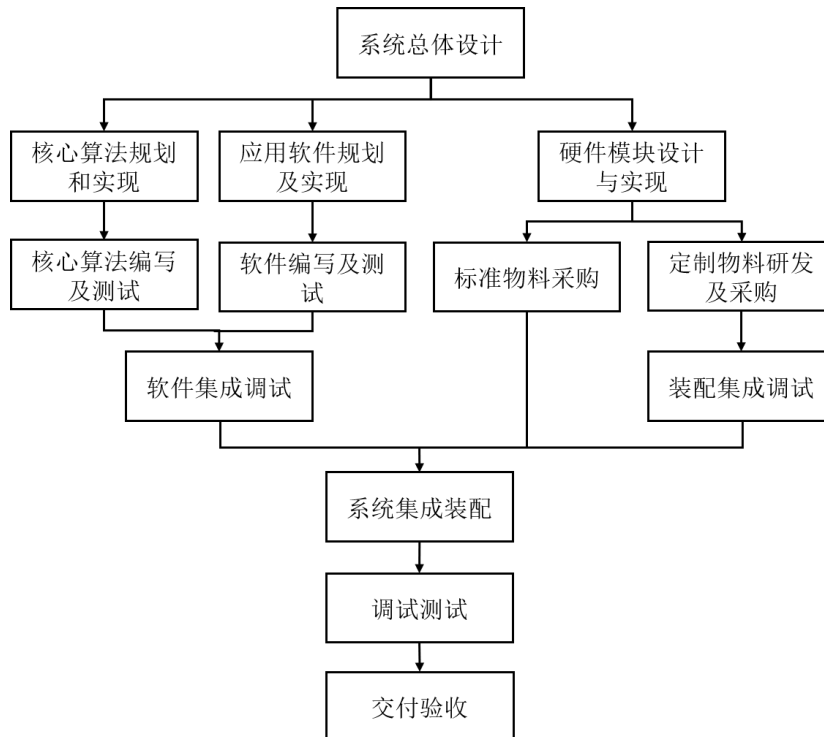 系统总体设计
核心算法规划
和实现
应用软件规划
及实现
硬件模块设计
与实现
核心算法编写
及测试
软件编写及测
试
标准物料采购
定制物料研发
及采购
软件集成调试
装配集成调试
系统集成装配
调试测试
交付验收